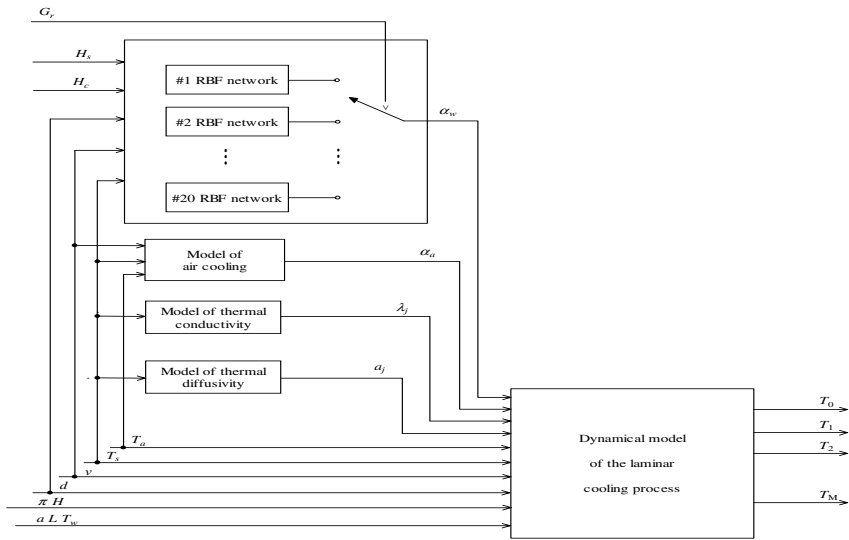 G_r
H_s
H_c
#1 RBF network
#2 RBF network
#20 RBF network
α_w
Model of
air cooling
α_a
Model of thermal
conductivity
λ_j
Model of thermal
diffusivity
a_j
T_a
T_s
v
d
π H
a L T_w
Dynamical model
of the laminar
cooling process
T_0
T_1
T_2
T_M